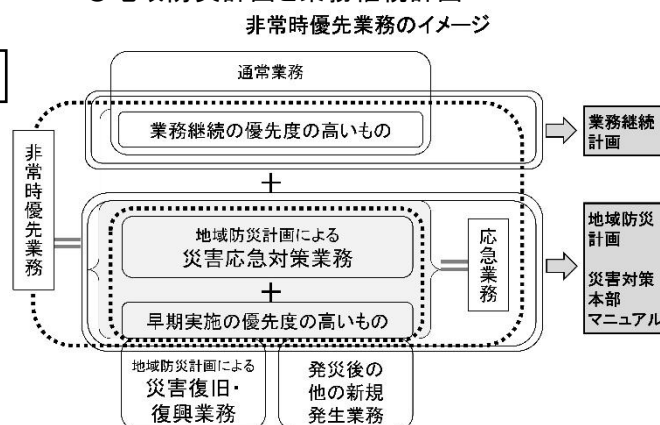 非常時優先業務のイメージ
通常業務
業務継続の優先度の高いもの
業務継続
計画
非常時優先業務
+
地域防災計画による
災害応急対策業務
+
早期実施の優先度の高いもの
応急業務
地域防災
計画
災害対策
本部
マニュアル
地域防災計画による
災害復旧・
復興業務
発災後の
他の新規
発生業務